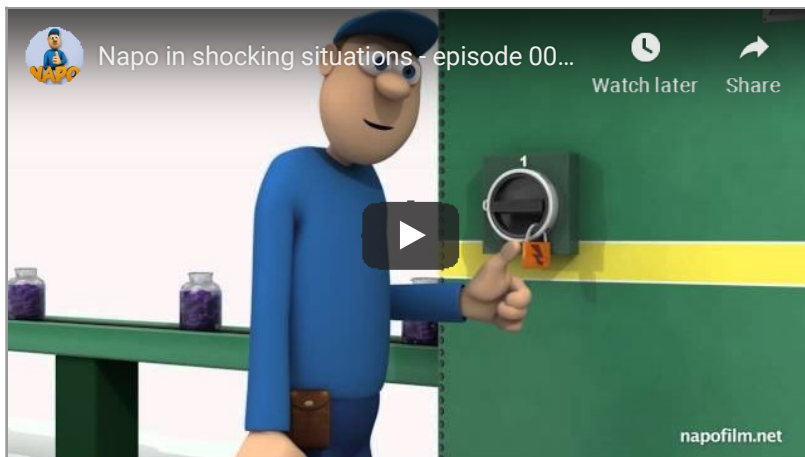 NAPO
Napo in shocking situations - episode 00...
Watch later
Share
1
napofilm.net